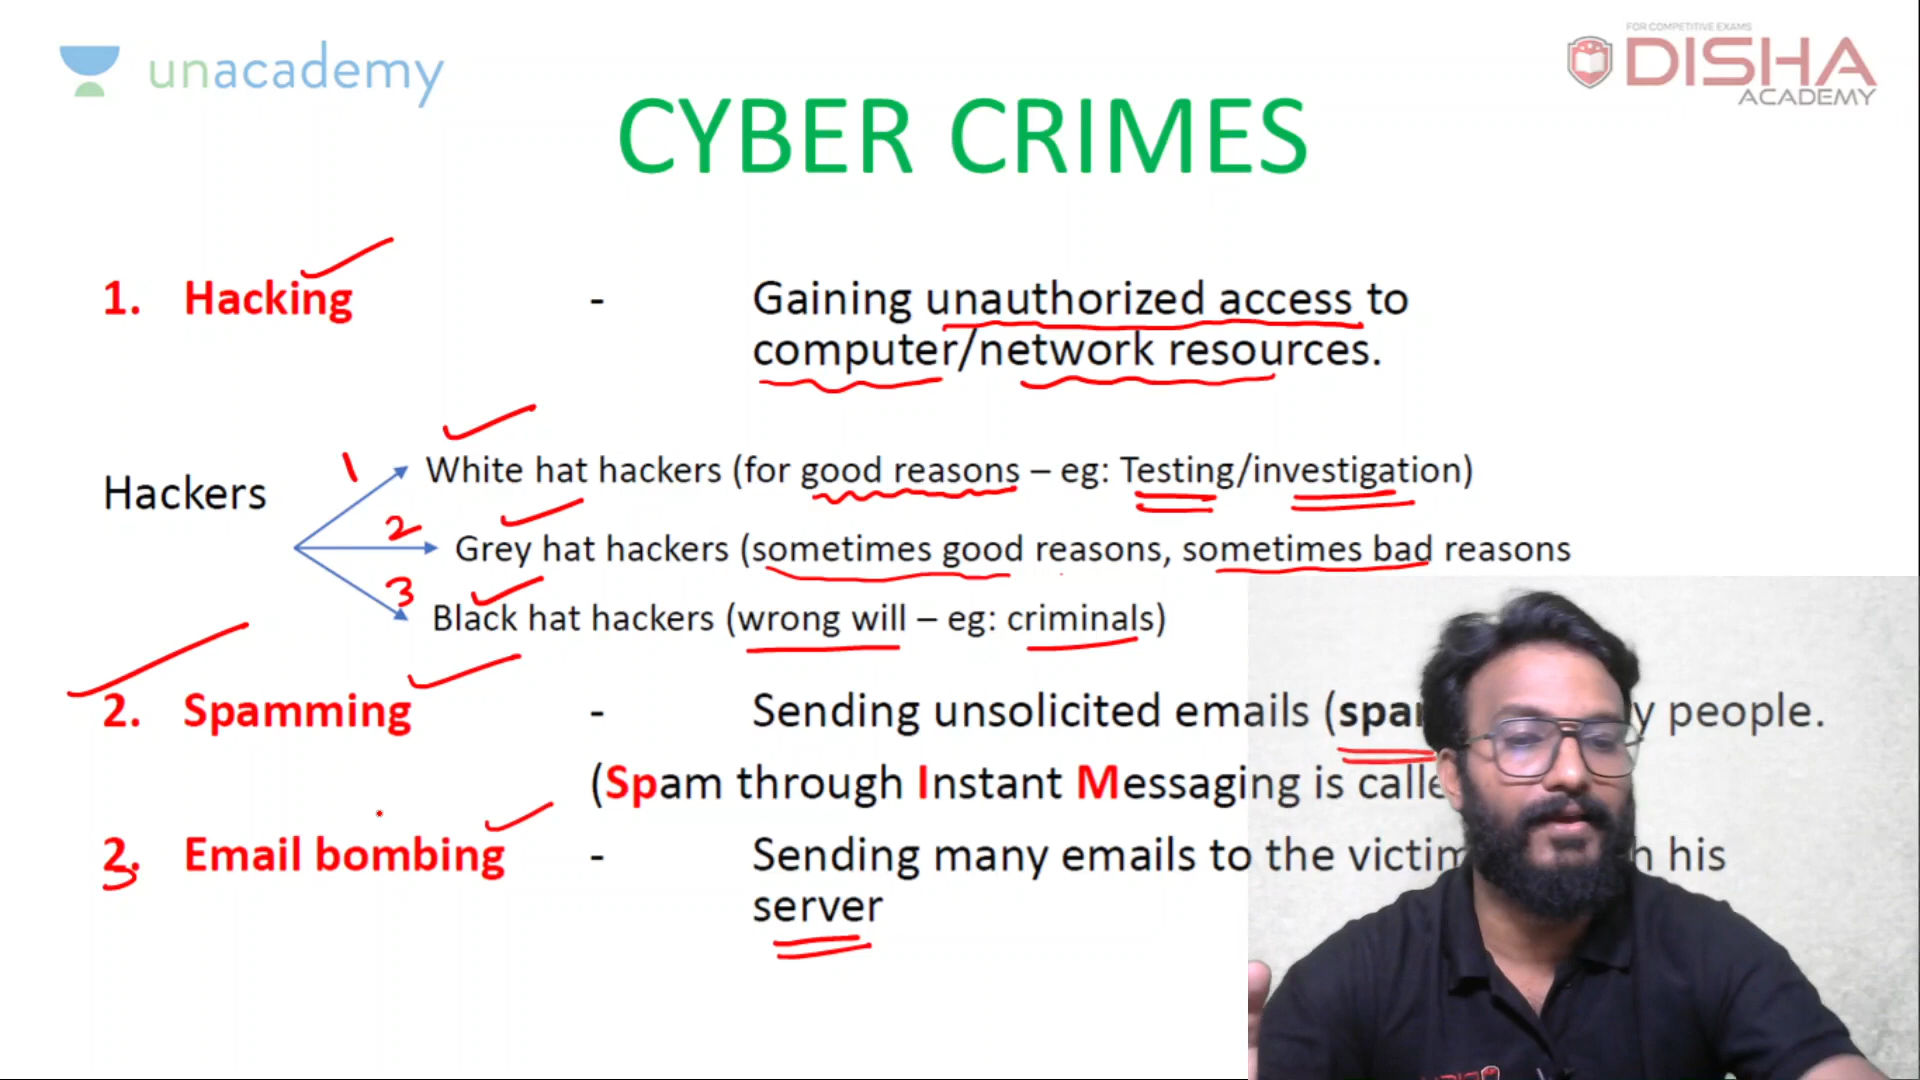 unacademy
FOR COMPETITIVE EXAMS
DISHA
ACADEMY
CYBER CRIMES
1. Hacking - Gaining unauthorized access to
computer/network resources.
Hackers
1 White hat hackers (for good reasons – eg: Testing/investigation)
2 Grey hat hackers (sometimes good reasons, sometimes bad reasons
3 Black hat hackers (wrong will – eg: criminals)
2. Spamming - Sending unsolicited emails ( people.
(Spam through Instant Messaging is
3. Email bombing - Sending many emails to the his
server